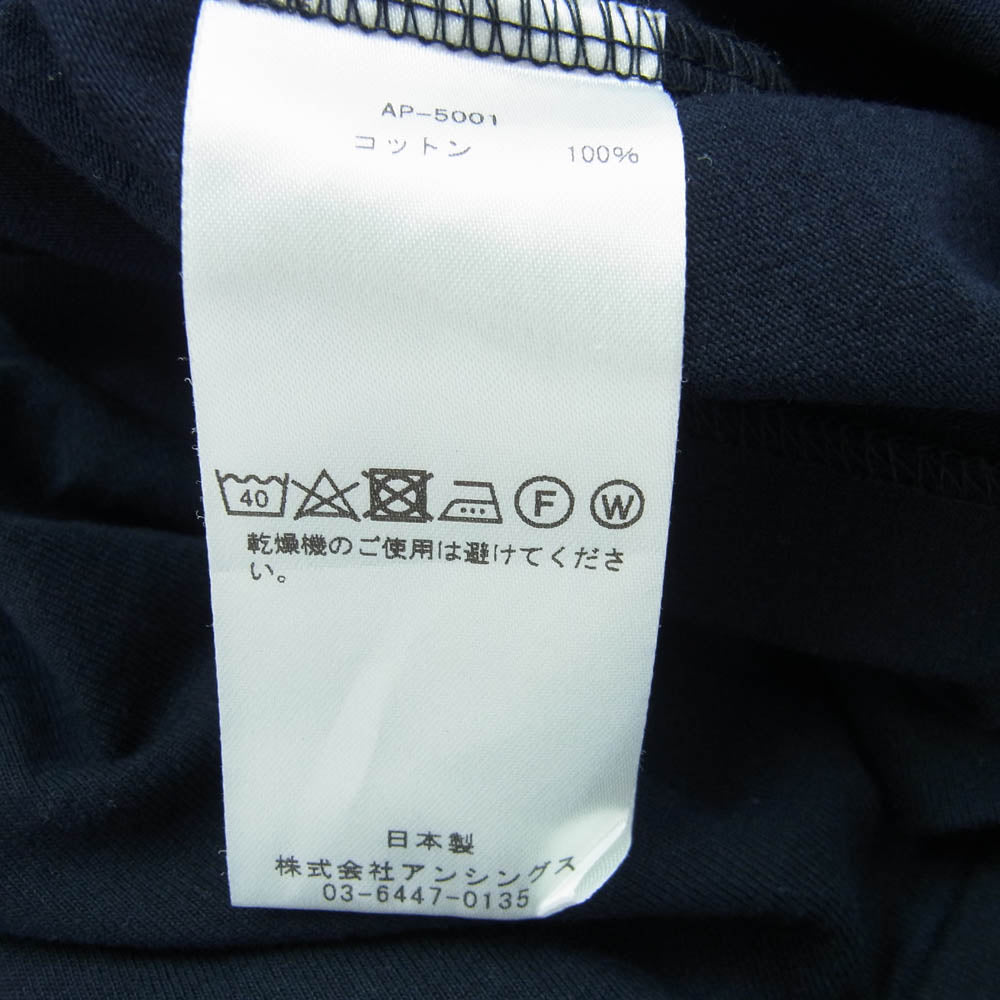 AP-5001
コットン 100%
40 F W
乾燥機のご使用は避けてくださ
い。
日本製
株式会社アンシングス
03-6447-0135